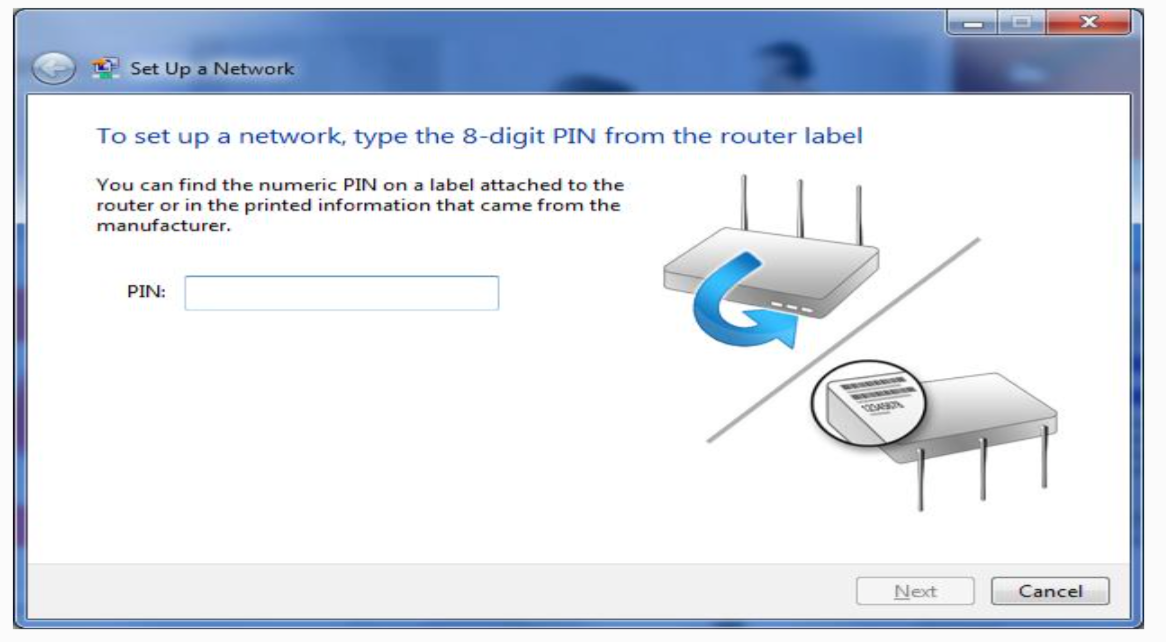 Set Up a Network
To set up a network, type the 8-digit PIN from the router label
You can find the numeric PIN on a label attached to the
router or in the printed information that came from the
manufacturer.
PIN:
12345678
Next
Cancel